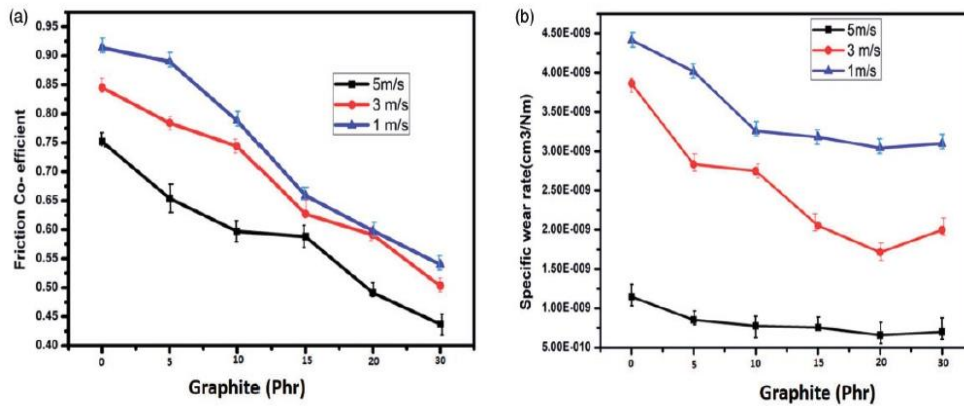 (a)
0.95
0.90
0.85
0.80
0.75
0.70
0.65
0.60
0.55
0.50
0.45
0.40
Friction Co- efficient
5m/s
3 m/s
1 m/s
0 5 10 15 20 30
Graphite (Phr)
(b)
4.50E-009
4.00E-009
3.50E-009
3.00E-009
2.50E-009
2.00E-009
1.50E-009
1.00E-009
5.00E-010
Specific wear rate(cm3/Nm)
5m/s
3 m/s
1m/s
0 5 10 15 20 30
Graphite (Phr)